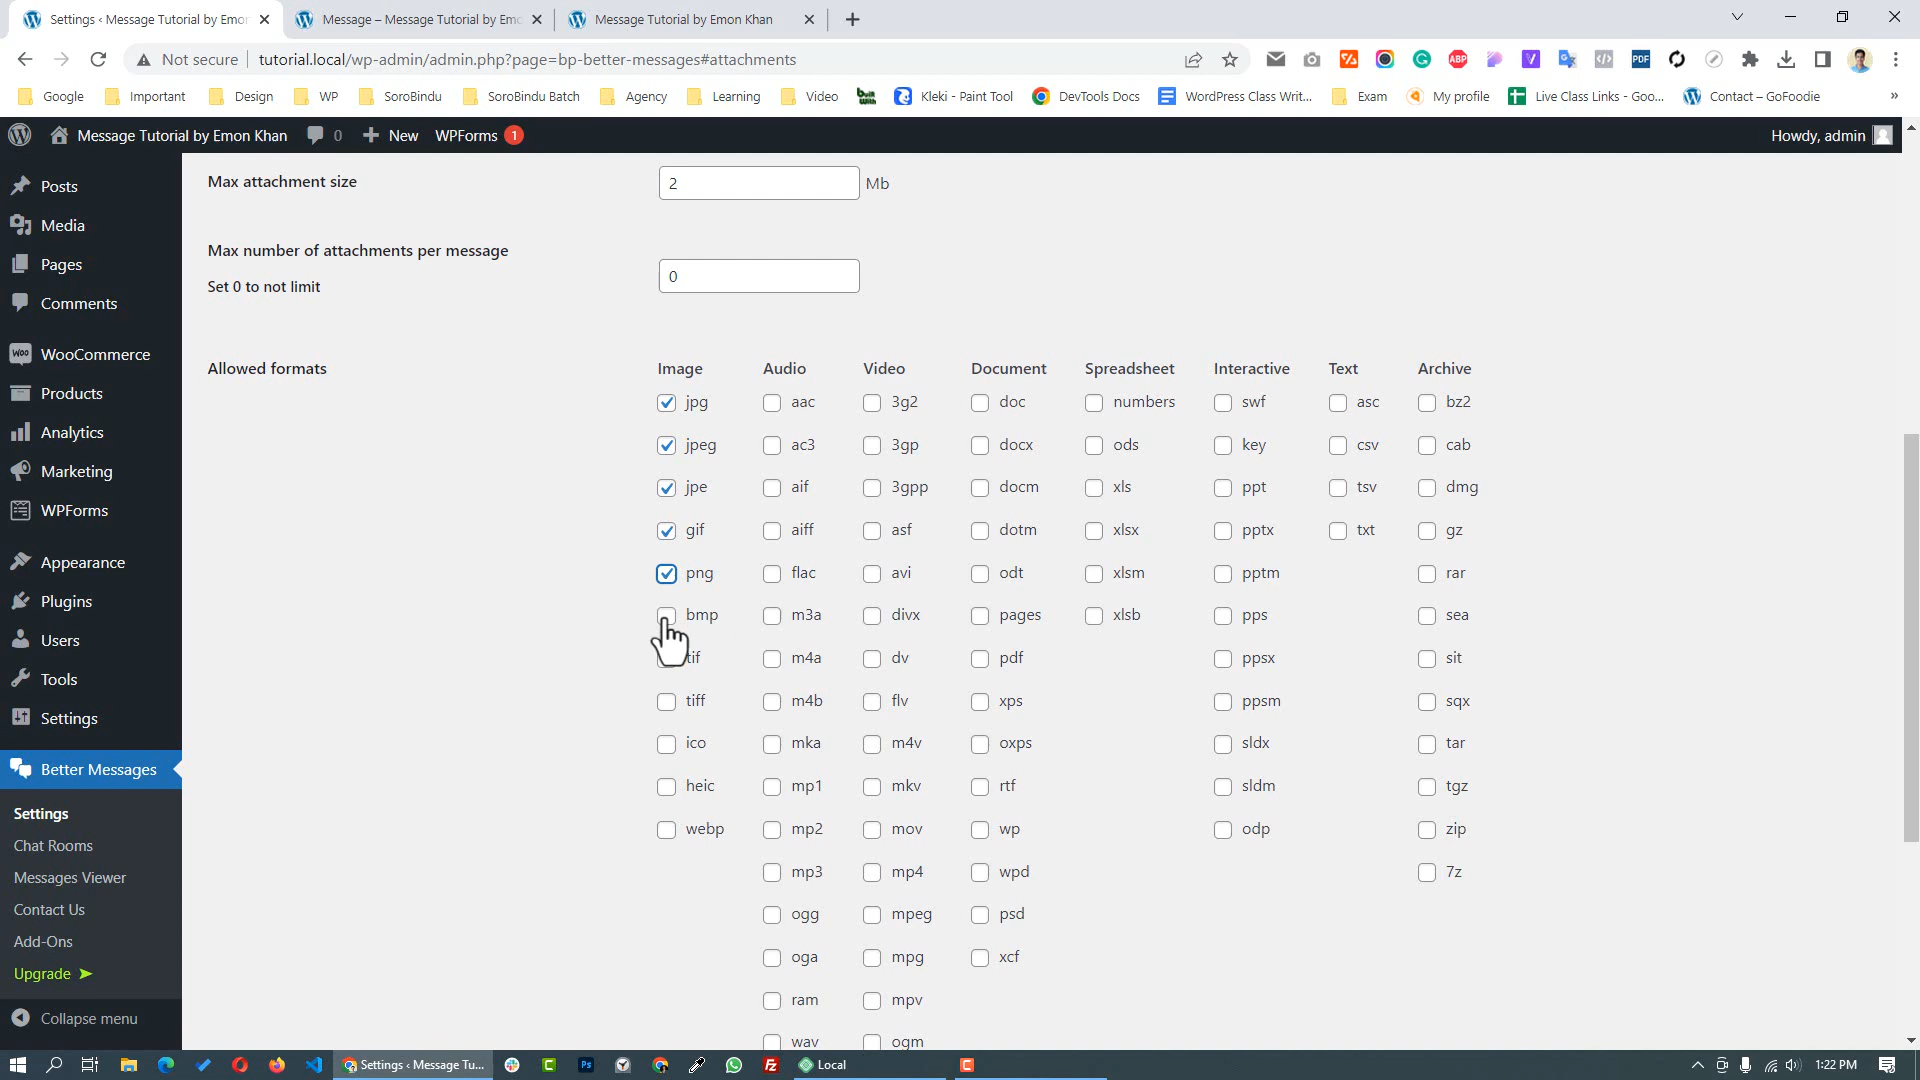 Settings ‹ Message Tutorial by Emon
Message – Message Tutorial by Em
Message Tutorial by Emon Khan
Not secure
tutorial.local/wp-admin/admin.php?page=bp-better-messages#attachments
Google Important Design WP SoroBindu SoroBindu Batch Agency Learning Video Kleki - Paint Tool DevTools Docs WordPress Class Writ... Exam My profile Live Class Links - Goo... Contact – GoFoodie »
Message Tutorial by Emon Khan 0 New WPForms 1 Howdy, admin
Posts
Media
Pages
Comments
WooCommerce
Products
Analytics
Marketing
WPForms
Appearance
Plugins
Users
Tools
Settings
Better Messages
Settings
Chat Rooms
Messages Viewer
Contact Us
Add-Ons
Upgrade ➤
Collapse menu
Max attachment size 2 Mb
Max number of attachments per message
Set 0 to not limit
0
Allowed formats
Image Audio Video Document Spreadsheet Interactive Text Archive
jpg aac 3g2 doc numbers swf asc bz2
jpeg ac3 3gp docx ods key csv cab
jpe aif 3gpp docm xls ppt tsv dmg
gif aiff asf dotm xlsx pptx txt gz
png flac avi odt xlsm pptm rar
bmp m3a divx pages xlsb pps sea
tif m4a dv pdf ppsx sit
tiff m4b flv xps ppsm sqx
ico mka m4v oxps sldx tar
heic mp1 mkv rtf sldm tgz
webp mp2 mov wp odp zip
mp3 mp4 wpd 7z
ogg mpeg psd
oga mpg xcf
ram mpv
wav ogm
Settings ‹ Message Tu...
Local
1:22 PM